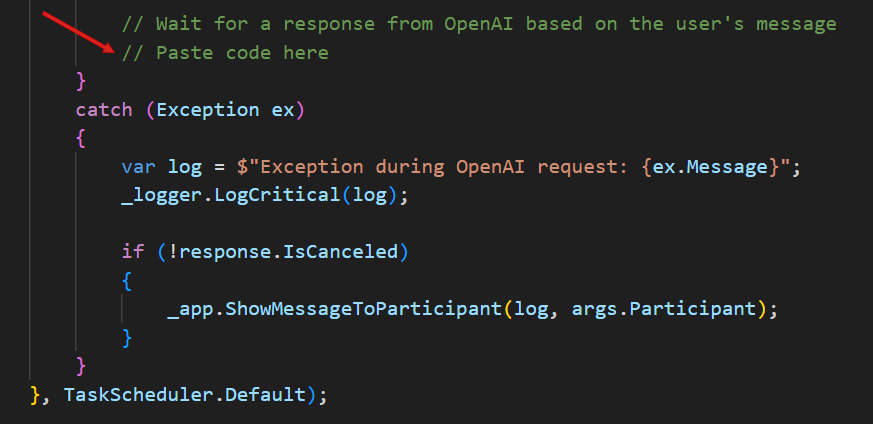 // Wait for a response from OpenAI based on the user's message
// Paste code here
}
catch (Exception ex)
{
var log = $"Exception during OpenAI request: {ex.Message}";
_logger.LogCritical(log);
if (!response.IsCanceled)
{
_app.ShowMessageToParticipant(log, args.Participant);
}
}
}, TaskScheduler.Default);